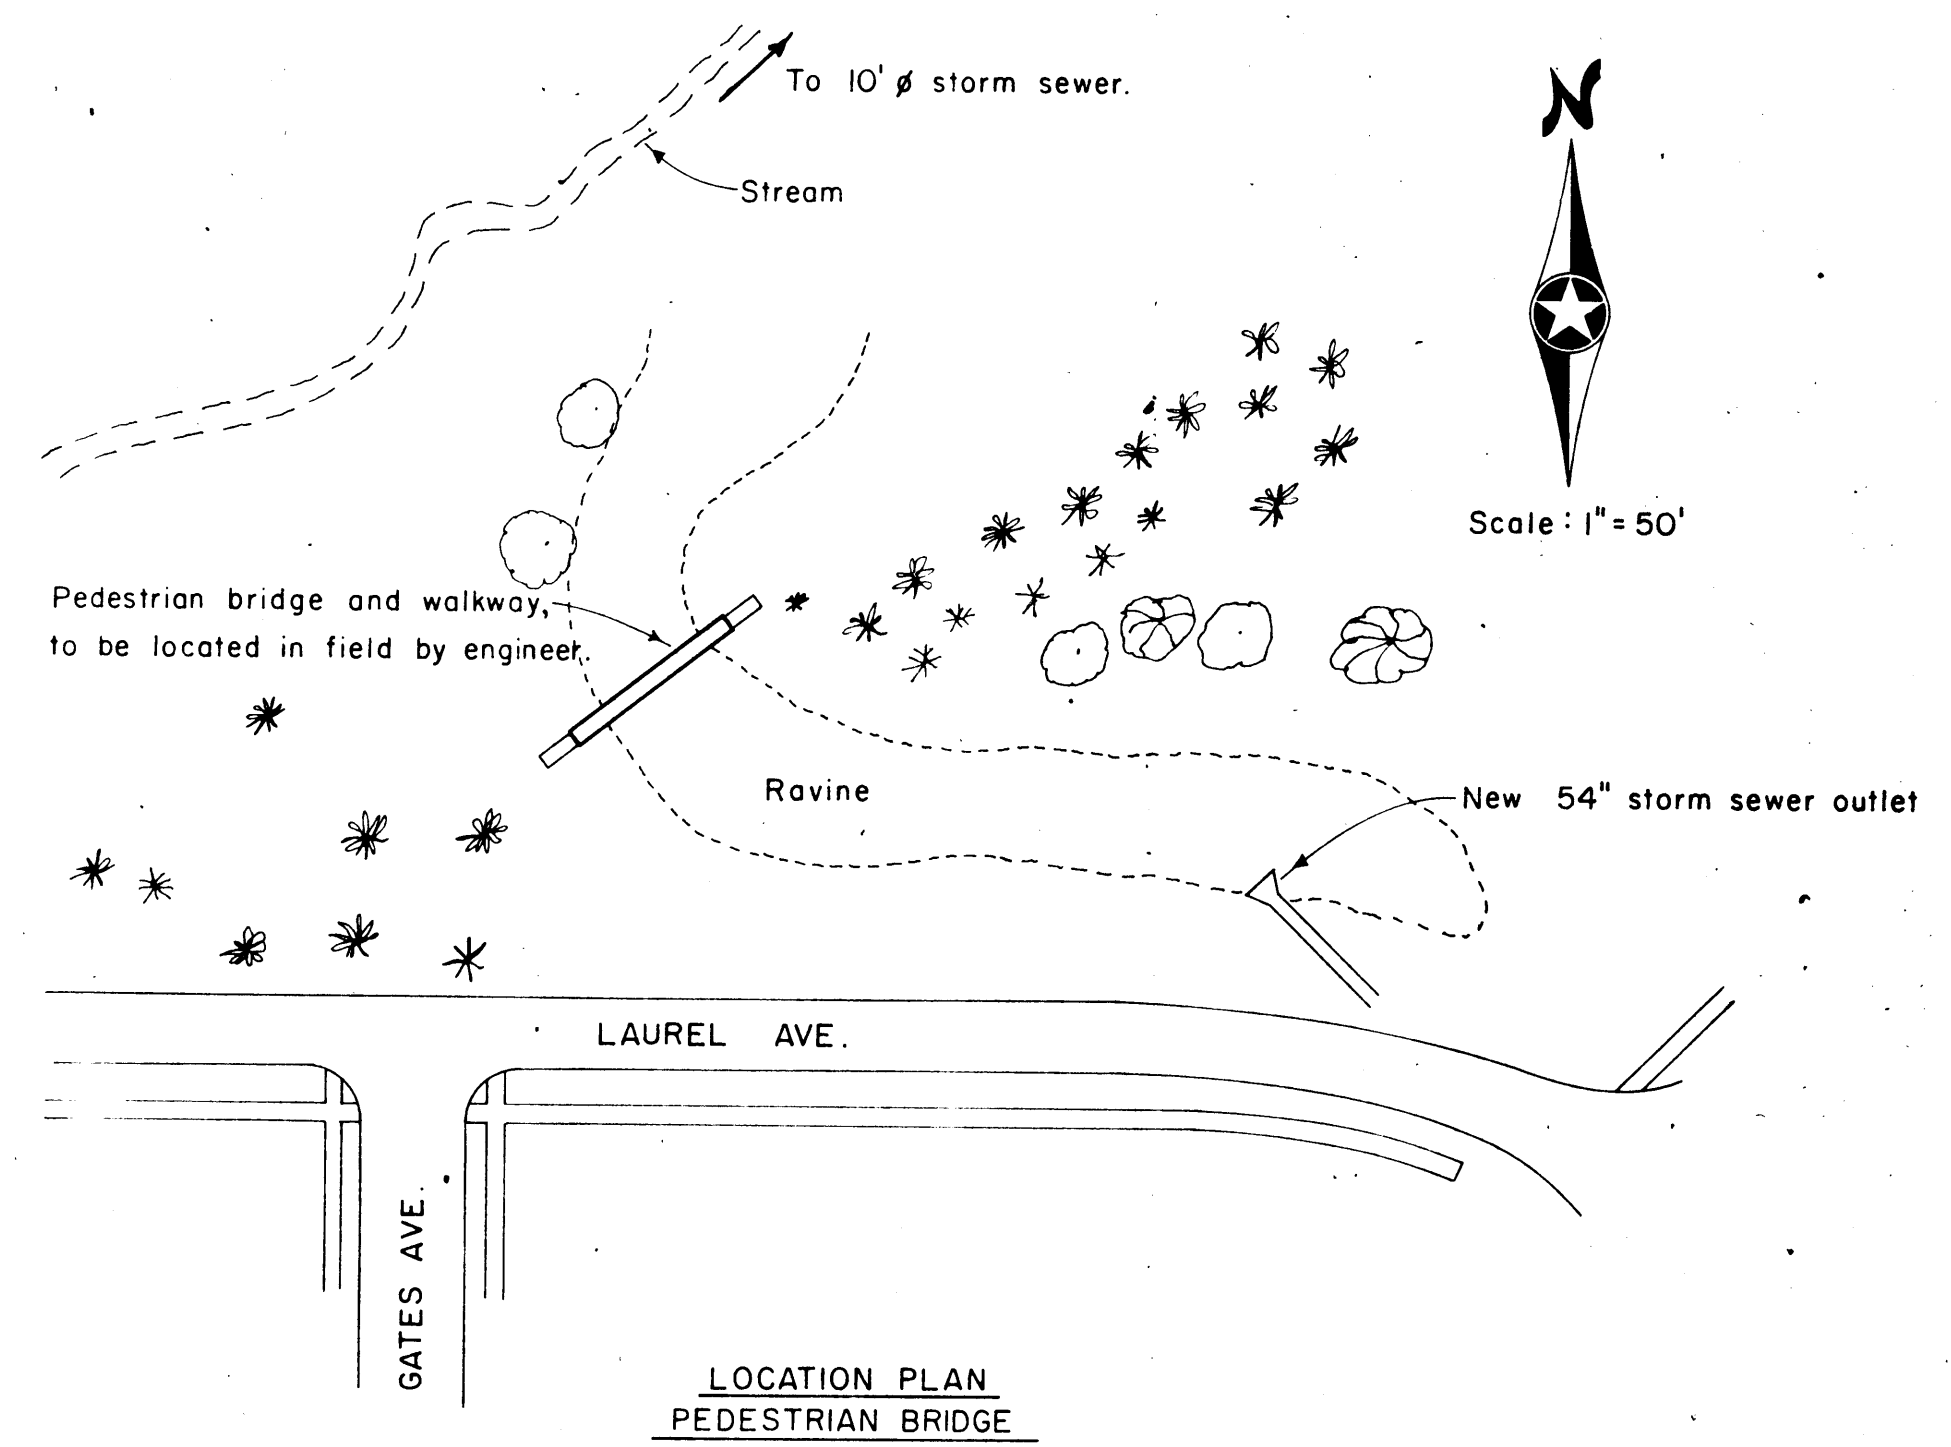 To 10' ø storm sewer.
N
Stream
Scale: 1" = 50'
Pedestrian bridge and walkway,
to be located in field by engineer.
Ravine
New 54" storm sewer outlet
LAUREL AVE.
GATES AVE.
LOCATION PLAN
PEDESTRIAN BRIDGE